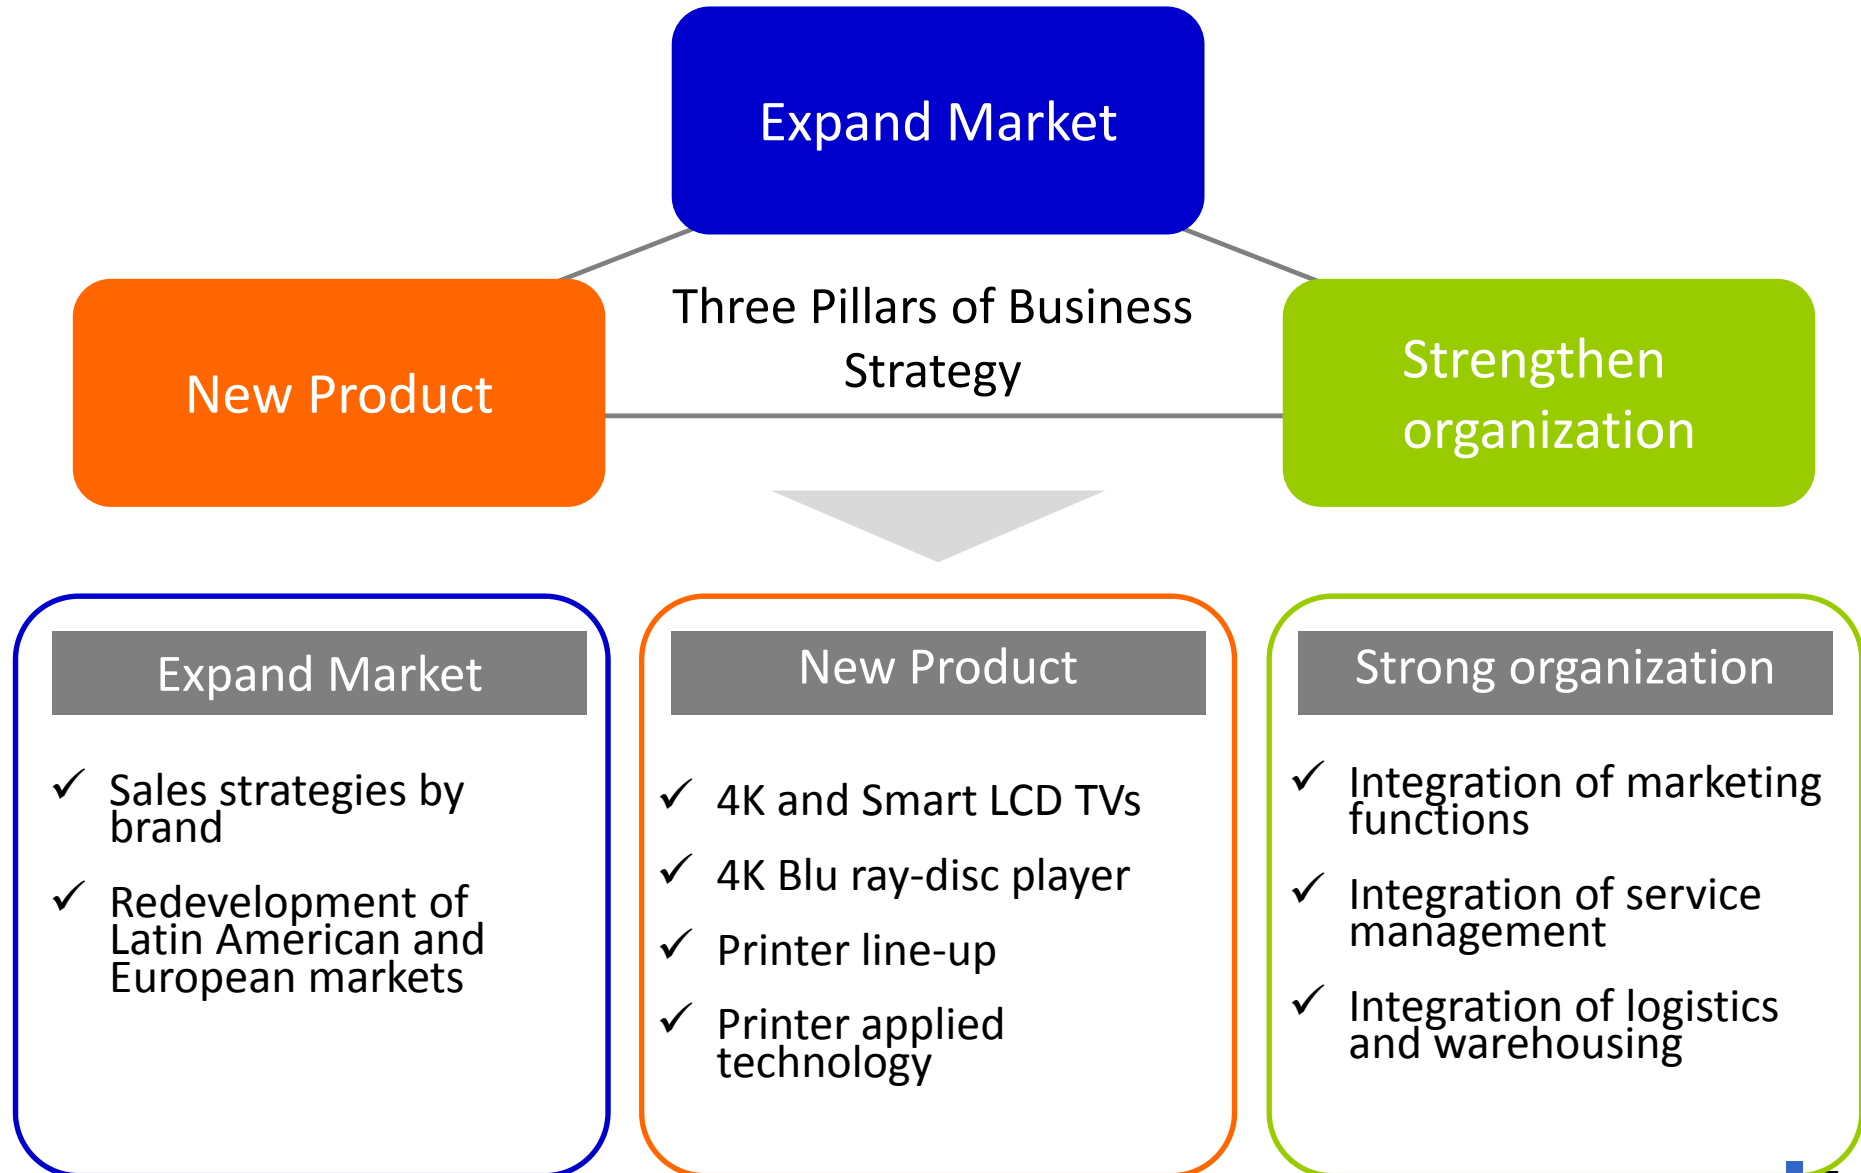 Expand Market
Three Pillars of Business
Strategy
New Product
Strengthen
organization
Expand Market
✓ Sales strategies by
brand
✓ Redevelopment of
Latin American and
European markets
New Product
✓ 4K and Smart LCD TVs
✓ 4K Blu ray-disc player
✓ Printer line-up
✓ Printer applied
technology
Strong organization
✓ Integration of marketing
functions
✓ Integration of service
management
✓ Integration of logistics
and warehousing